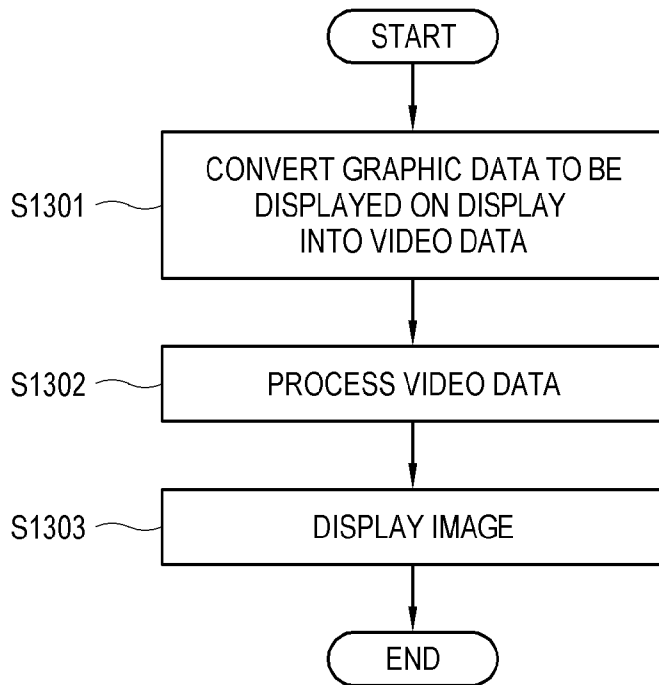 START
S1301
CONVERT GRAPHIC DATA TO BE
DISPLAYED ON DISPLAY
INTO VIDEO DATA
S1302
PROCESS VIDEO DATA
S1303
DISPLAY IMAGE
END